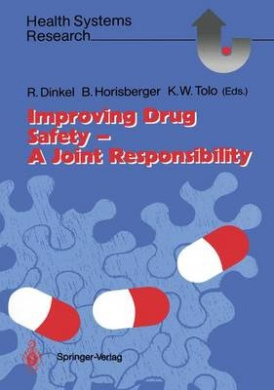 Health Systems
Research
R. Dinkel B. Horisberger K.W. Tolo (Eds.)
Improving Drug
Safety –
A Joint Responsibility
Springer-Verlag